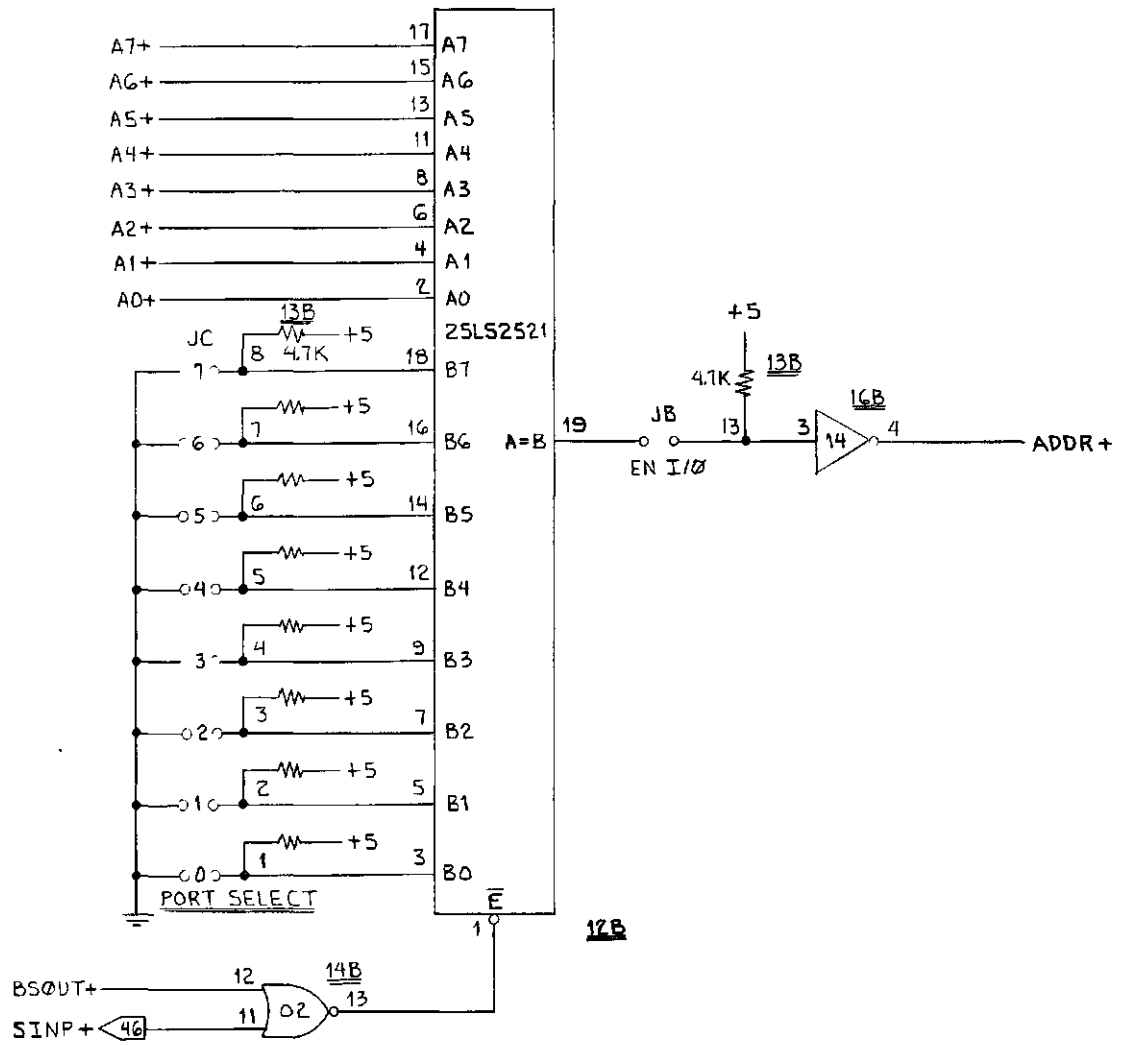 A7+ 17 A7
A6+ 15 A6
A5+ 13 A5
A4+ 11 A4
A3+ 8 A3
A2+ 6 A2
A1+ 4 A1
A0+ 2 A0
13B
+5
25LS2521
JC
7 8 4.7K 18 B7
+5
6 7 16 B6
+5
5 6 14 B5
+5
4 5 12 B4
+5
3 4 9 B3
+5
2 3 7 B2
+5
1 2 5 B1
+5
0 1 3 B0
PORT SELECT
E̅
1
12B
A=B 19
JB
EN I/Ø
+5
4.7K 13B
13
16B
3 14 4
ADDR+
14B
BSØUT+ 12
02 13
SINP+ 46 11